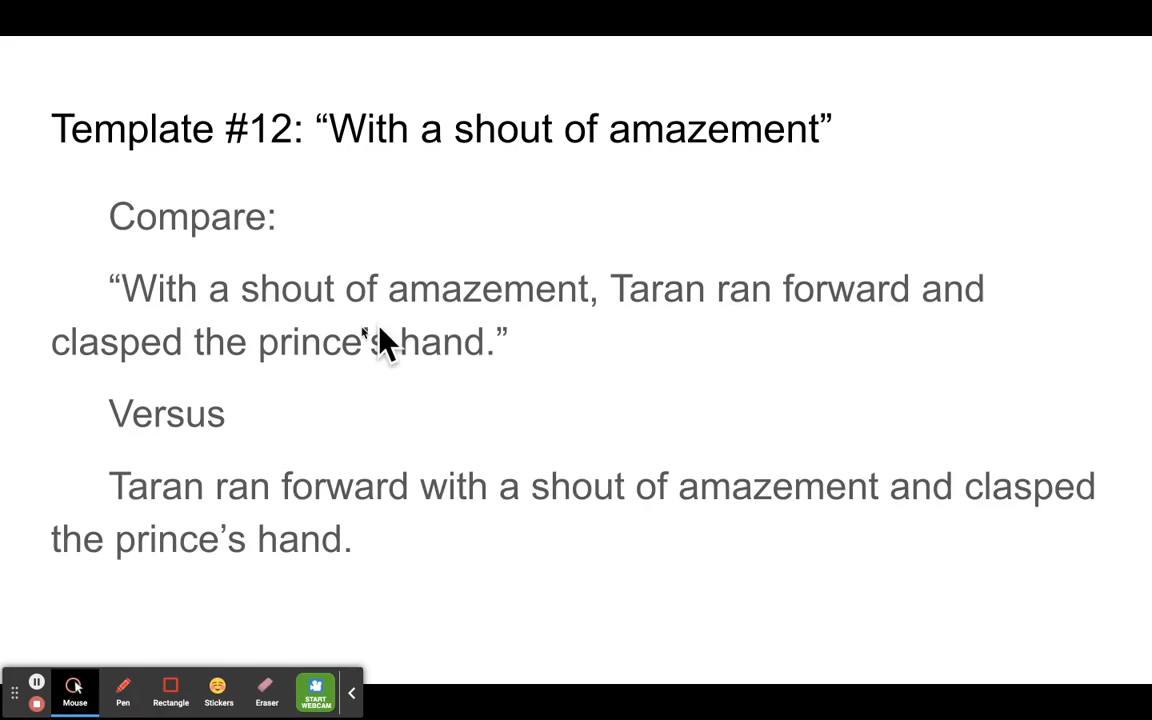 Template #12: “With a shout of amazement”
Compare:
“With a shout of amazement, Taran ran forward and
clasped the prince’s hand.”
Versus
Taran ran forward with a shout of amazement and clasped
the prince’s hand.
Mouse
Pen
Rectangle
Stickers
Eraser
START
WEBCAM